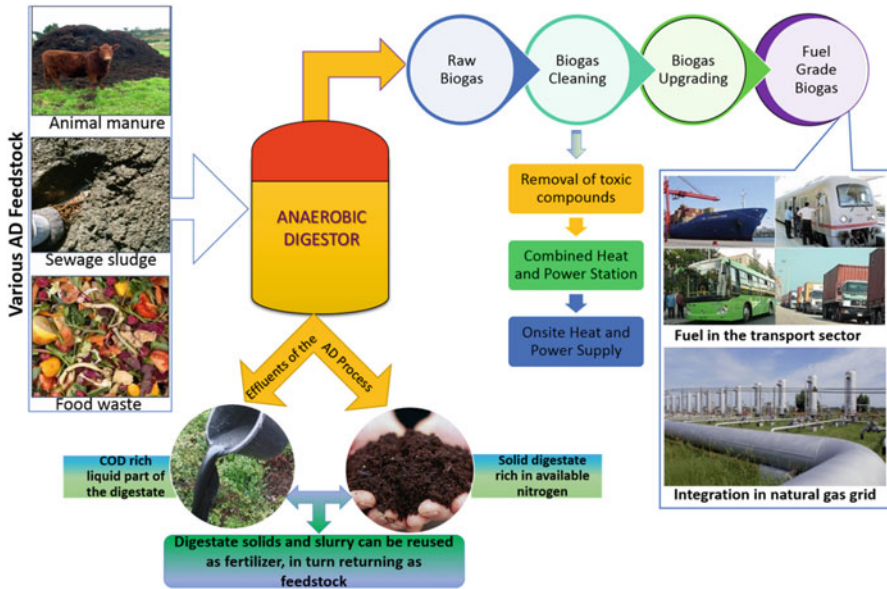 Various AD Feedstock
Animal manure
Sewage sludge
Food waste
ANAEROBIC
DIGESTOR
Raw
Biogas
Biogas
Cleaning
Biogas
Upgrading
Fuel
Grade
Biogas
Removal of toxic
compounds
Combined Heat
and Power Station
Onsite Heat and
Power Supply
Fuel in the transport sector
Integration in natural gas grid
Effluents of the
AD Process
COD rich
liquid part of
the digestate
Solid digestate
rich in available
nitrogen
Digestate solids and slurry can be reused
as fertilizer, in turn returning as
feedstock